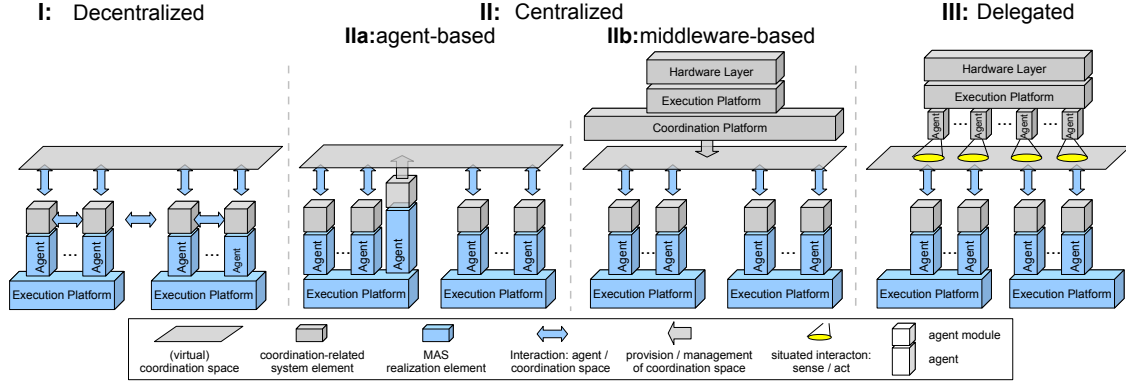 I: Decentralized
II: Centralized
III: Delegated
IIa:agent-based
IIb:middleware-based
Hardware Layer
Execution Platform
Coordination Platform
Hardware Layer
Execution Platform
Agent ... Agent ... Agent ... Agent
Agent ... Agent
Agent ... Agent
Agent ... Agent Agent
Agent ... Agent
Agent ... Agent
Agent ... Agent
Agent ... Agent
Agent ... Agent
Execution Platform
Execution Platform
Execution Platform
Execution Platform
Execution Platform
Execution Platform
Execution Platform
Execution Platform
(virtual)
coordination space
coordination-related
system element
MAS
realization element
Interaction: agent /
coordination space
provision / management
of coordination space
situated interacton:
sense / act
agent module
agent